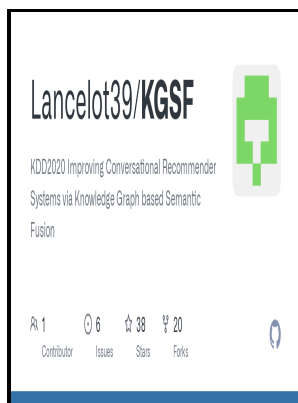 Lancelot39/KGSF
KDD2020 Improving Conversational Recommender
Systems via Knowledge Graph based Semantic
Fusion
1 6 38 20
Contributor Issues Stars Forks